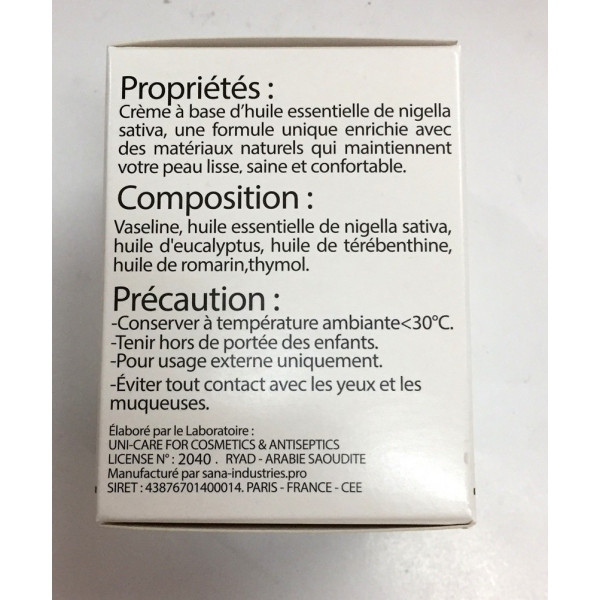 Propriétés :
Crème à base d'huile essentielle de nigella
sativa, une formule unique enrichie avec
des matériaux naturels qui maintiennent
votre peau lisse, saine et confortable.
Composition :
Vaseline, huile essentielle de nigella sativa,
huile d'eucalyptus, huile de térébenthine,
huile de romarin,thymol.
Précaution :
-Conserver à température ambiante<30°C.
-Tenir hors de portée des enfants.
-Pour usage externe uniquement.
-Éviter tout contact avec les yeux et les
muqueuses.
Élaboré par le Laboratoire :
UNI-CARE FOR COSMETICS & ANTISEPTICS
LICENSE N° : 2040 . RYAD - ARABIE SAOUDITE
Manufacturé par sana-industries.pro
SIRET : 43876701400014. PARIS - FRANCE - CEE